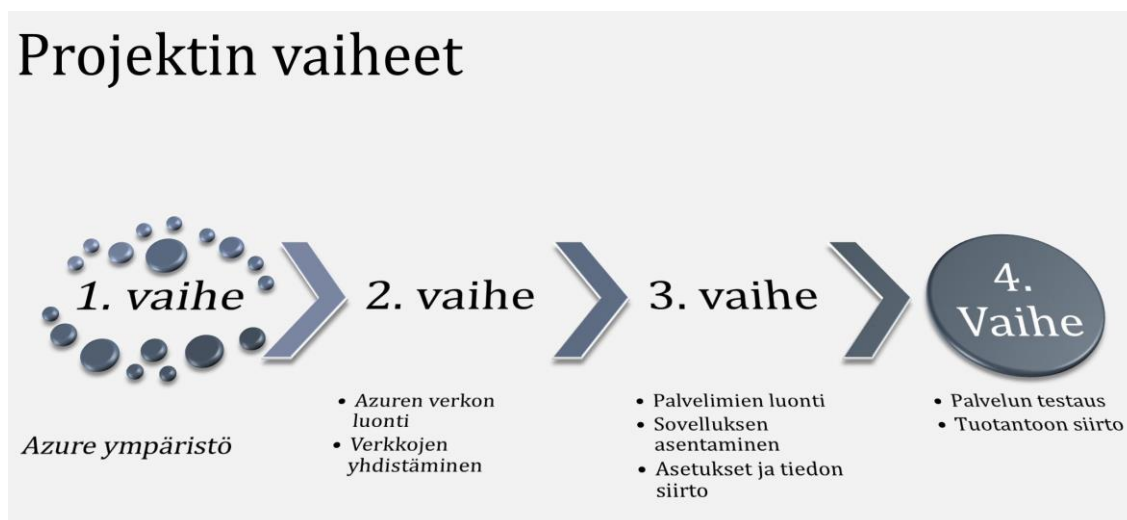 Projektin vaiheet
1. vaihe
Azure ympäristö
2. vaihe
• Azuren verkon
luonti
• Verkkojen
yhdistäminen
3. vaihe
• Palvelimien luonti
• Sovelluksen
asentaminen
• Asetukset ja tiedon
siirto
4.
Vaihe
• Palvelun testaus
• Tuotantoon siirto